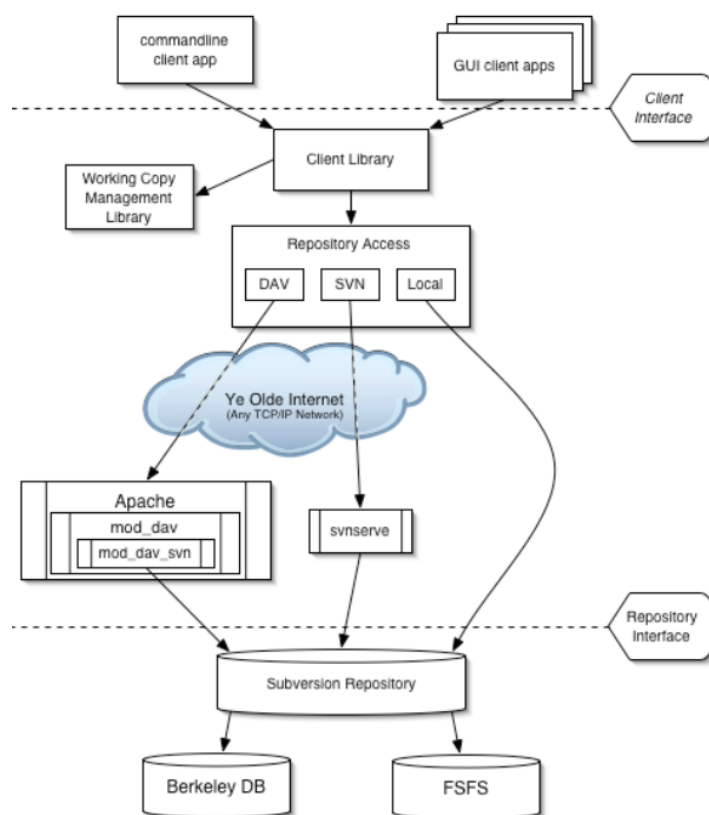 commandline
client app
GUI client apps
Client
Interface
Client Library
Working Copy
Management
Library
Repository Access
DAV
SVN
Local
Ye Olde Internet
(Any TCP/IP Network)
Apache
mod_dav
mod_dav_svn
svnserve
Repository
Interface
Subversion Repository
Berkeley DB
FSFS